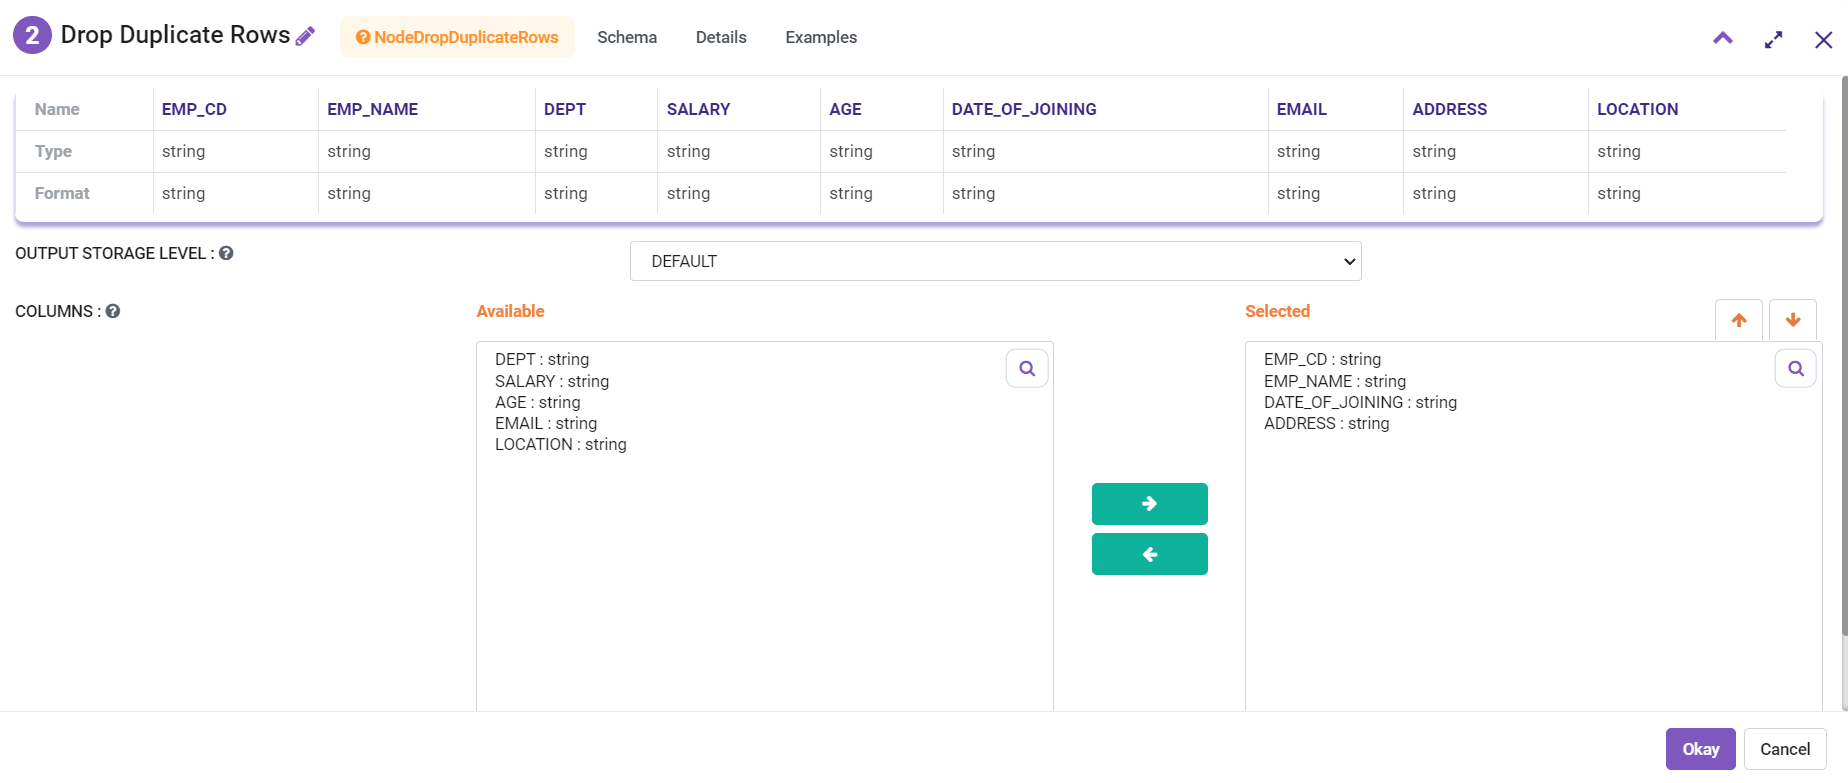 2 Drop Duplicate Rows NodeDropDuplicateRows Schema Details Examples
Name EMP_CD EMP_NAME DEPT SALARY AGE DATE_OF_JOINING EMAIL ADDRESS LOCATION
Type string string string string string string string string string
Format string string string string string string string string string
OUTPUT STORAGE LEVEL : DEFAULT
COLUMNS : Available Selected
DEPT : string EMP_CD : string
SALARY : string EMP_NAME : string
AGE : string DATE_OF_JOINING : string
EMAIL : string ADDRESS : string
LOCATION : string
Okay Cancel